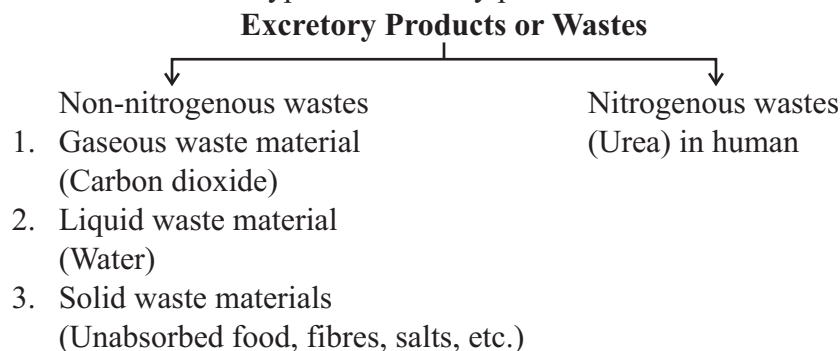 Excretory Products or Wastes
Non-nitrogenous wastes
1. Gaseous waste material
(Carbon dioxide)
2. Liquid waste material
(Water)
3. Solid waste materials
(Unabsorbed food, fibres, salts, etc.)
Nitrogenous wastes
(Urea) in human